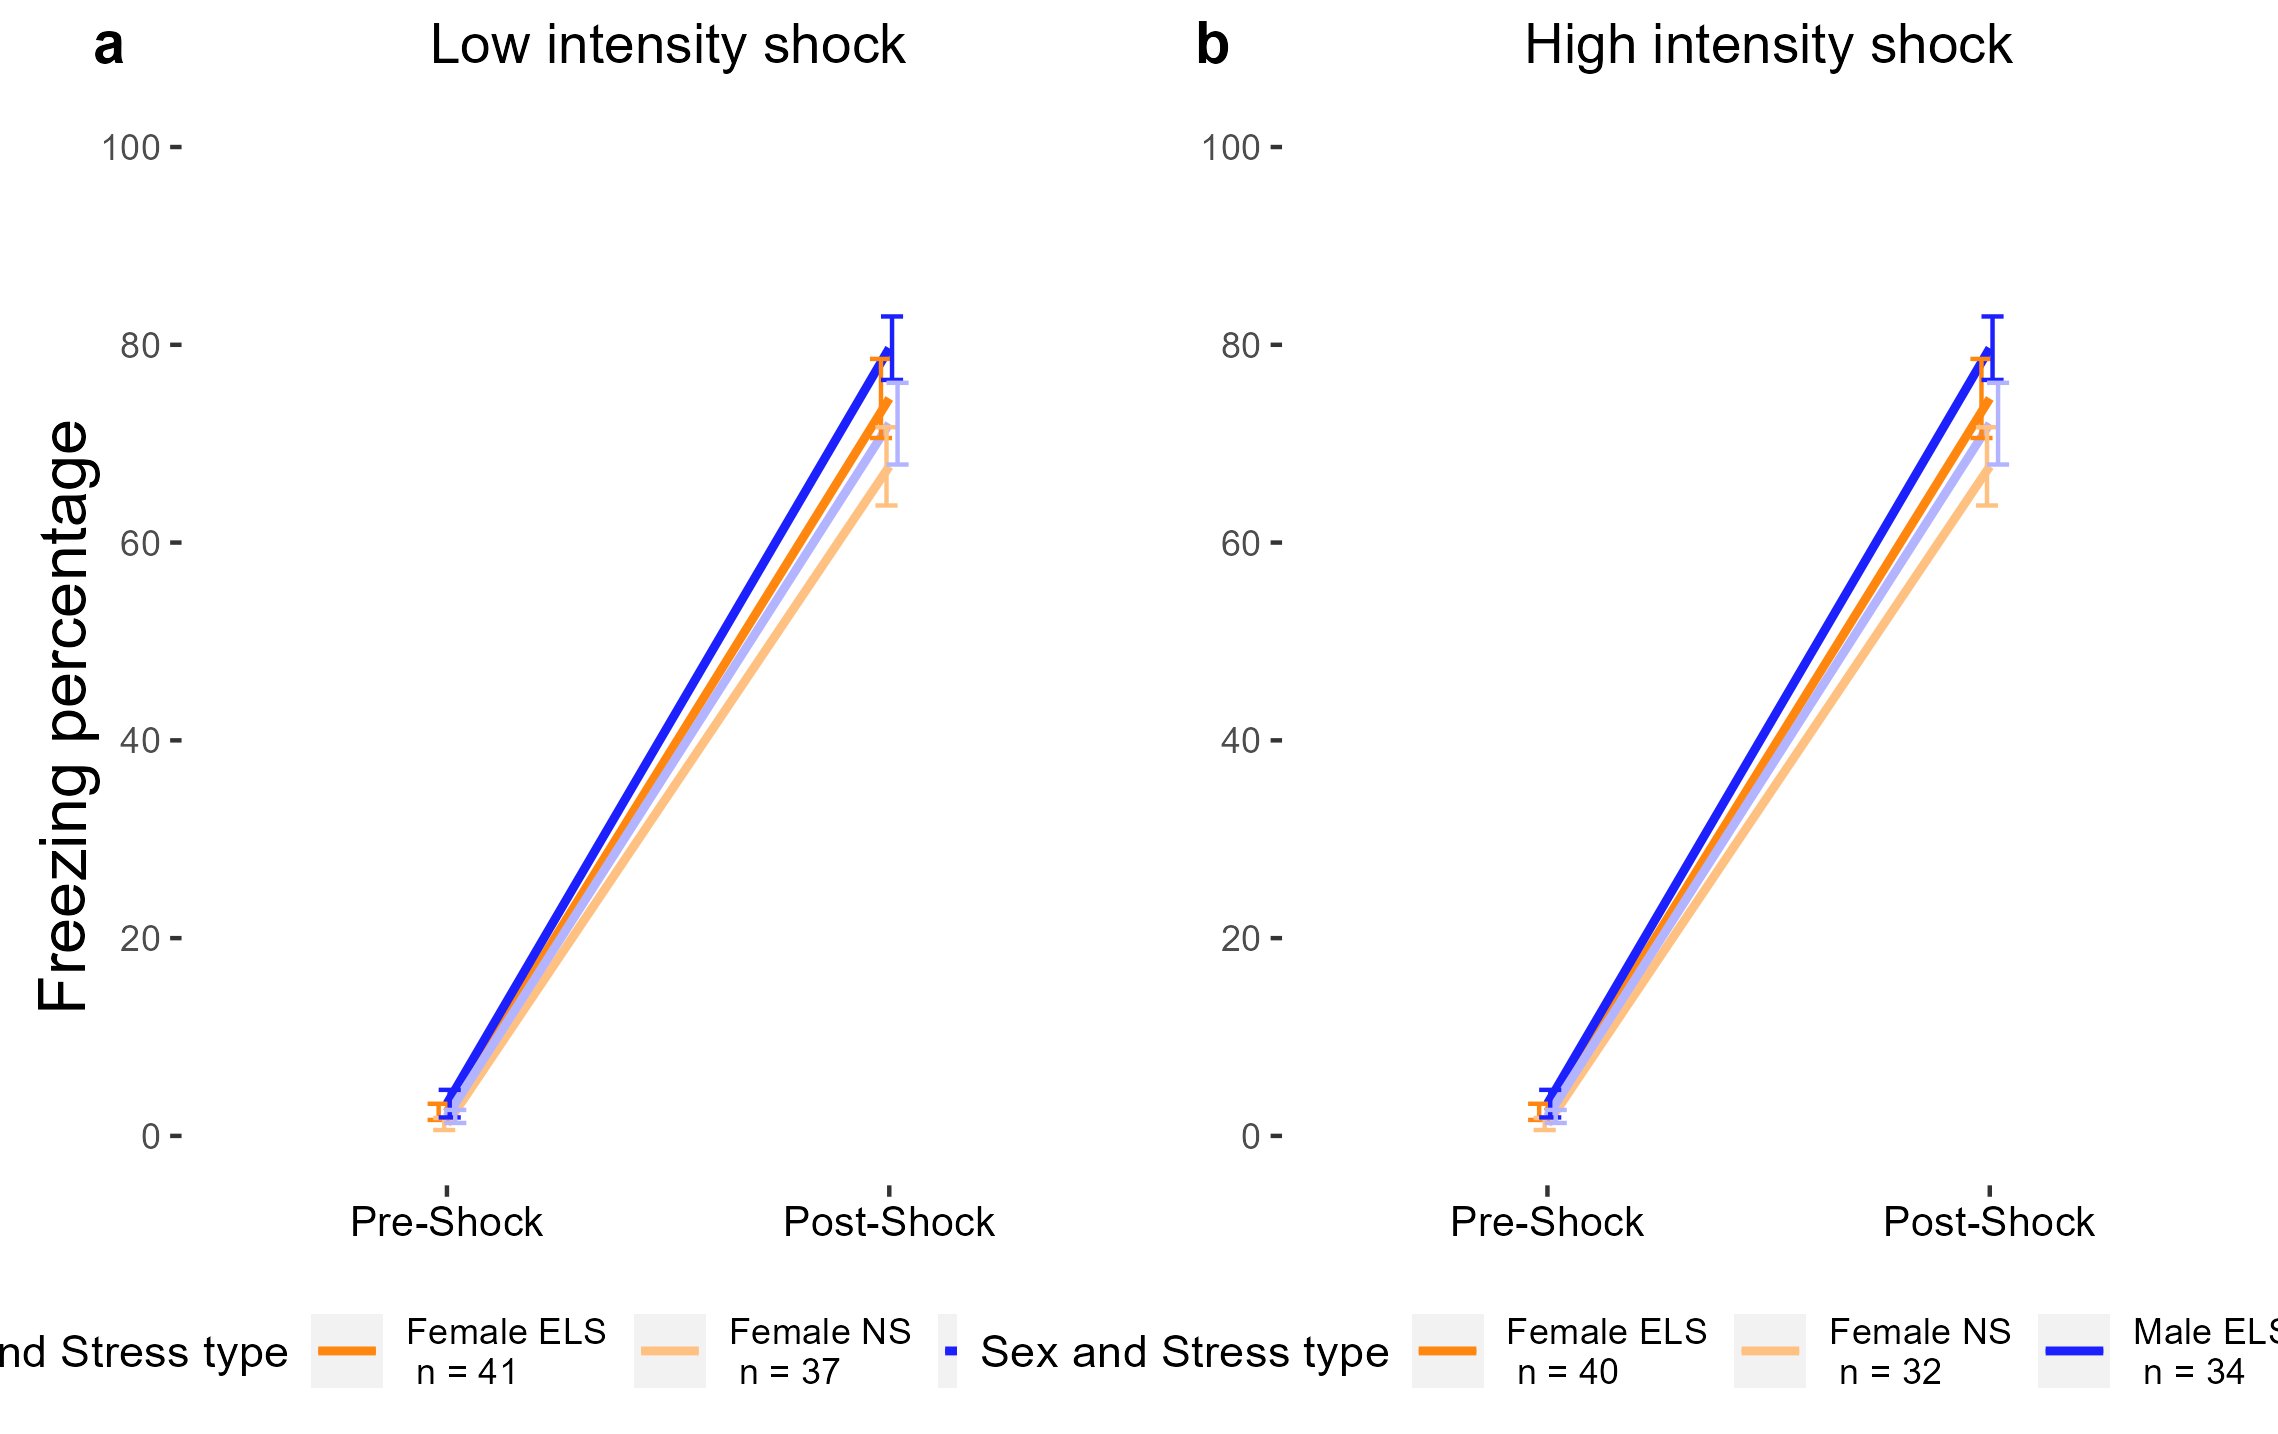 a Low intensity shock
b High intensity shock
Freezing percentage
100
80
60
40
20
0
Pre-Shock Post-Shock
100
80
60
40
20
0
Pre-Shock Post-Shock
nd Stress type
Female ELS
n = 41
Female NS
n = 37
Sex and Stress type
Female ELS
n = 40
Female NS
n = 32
Male ELS
n = 34